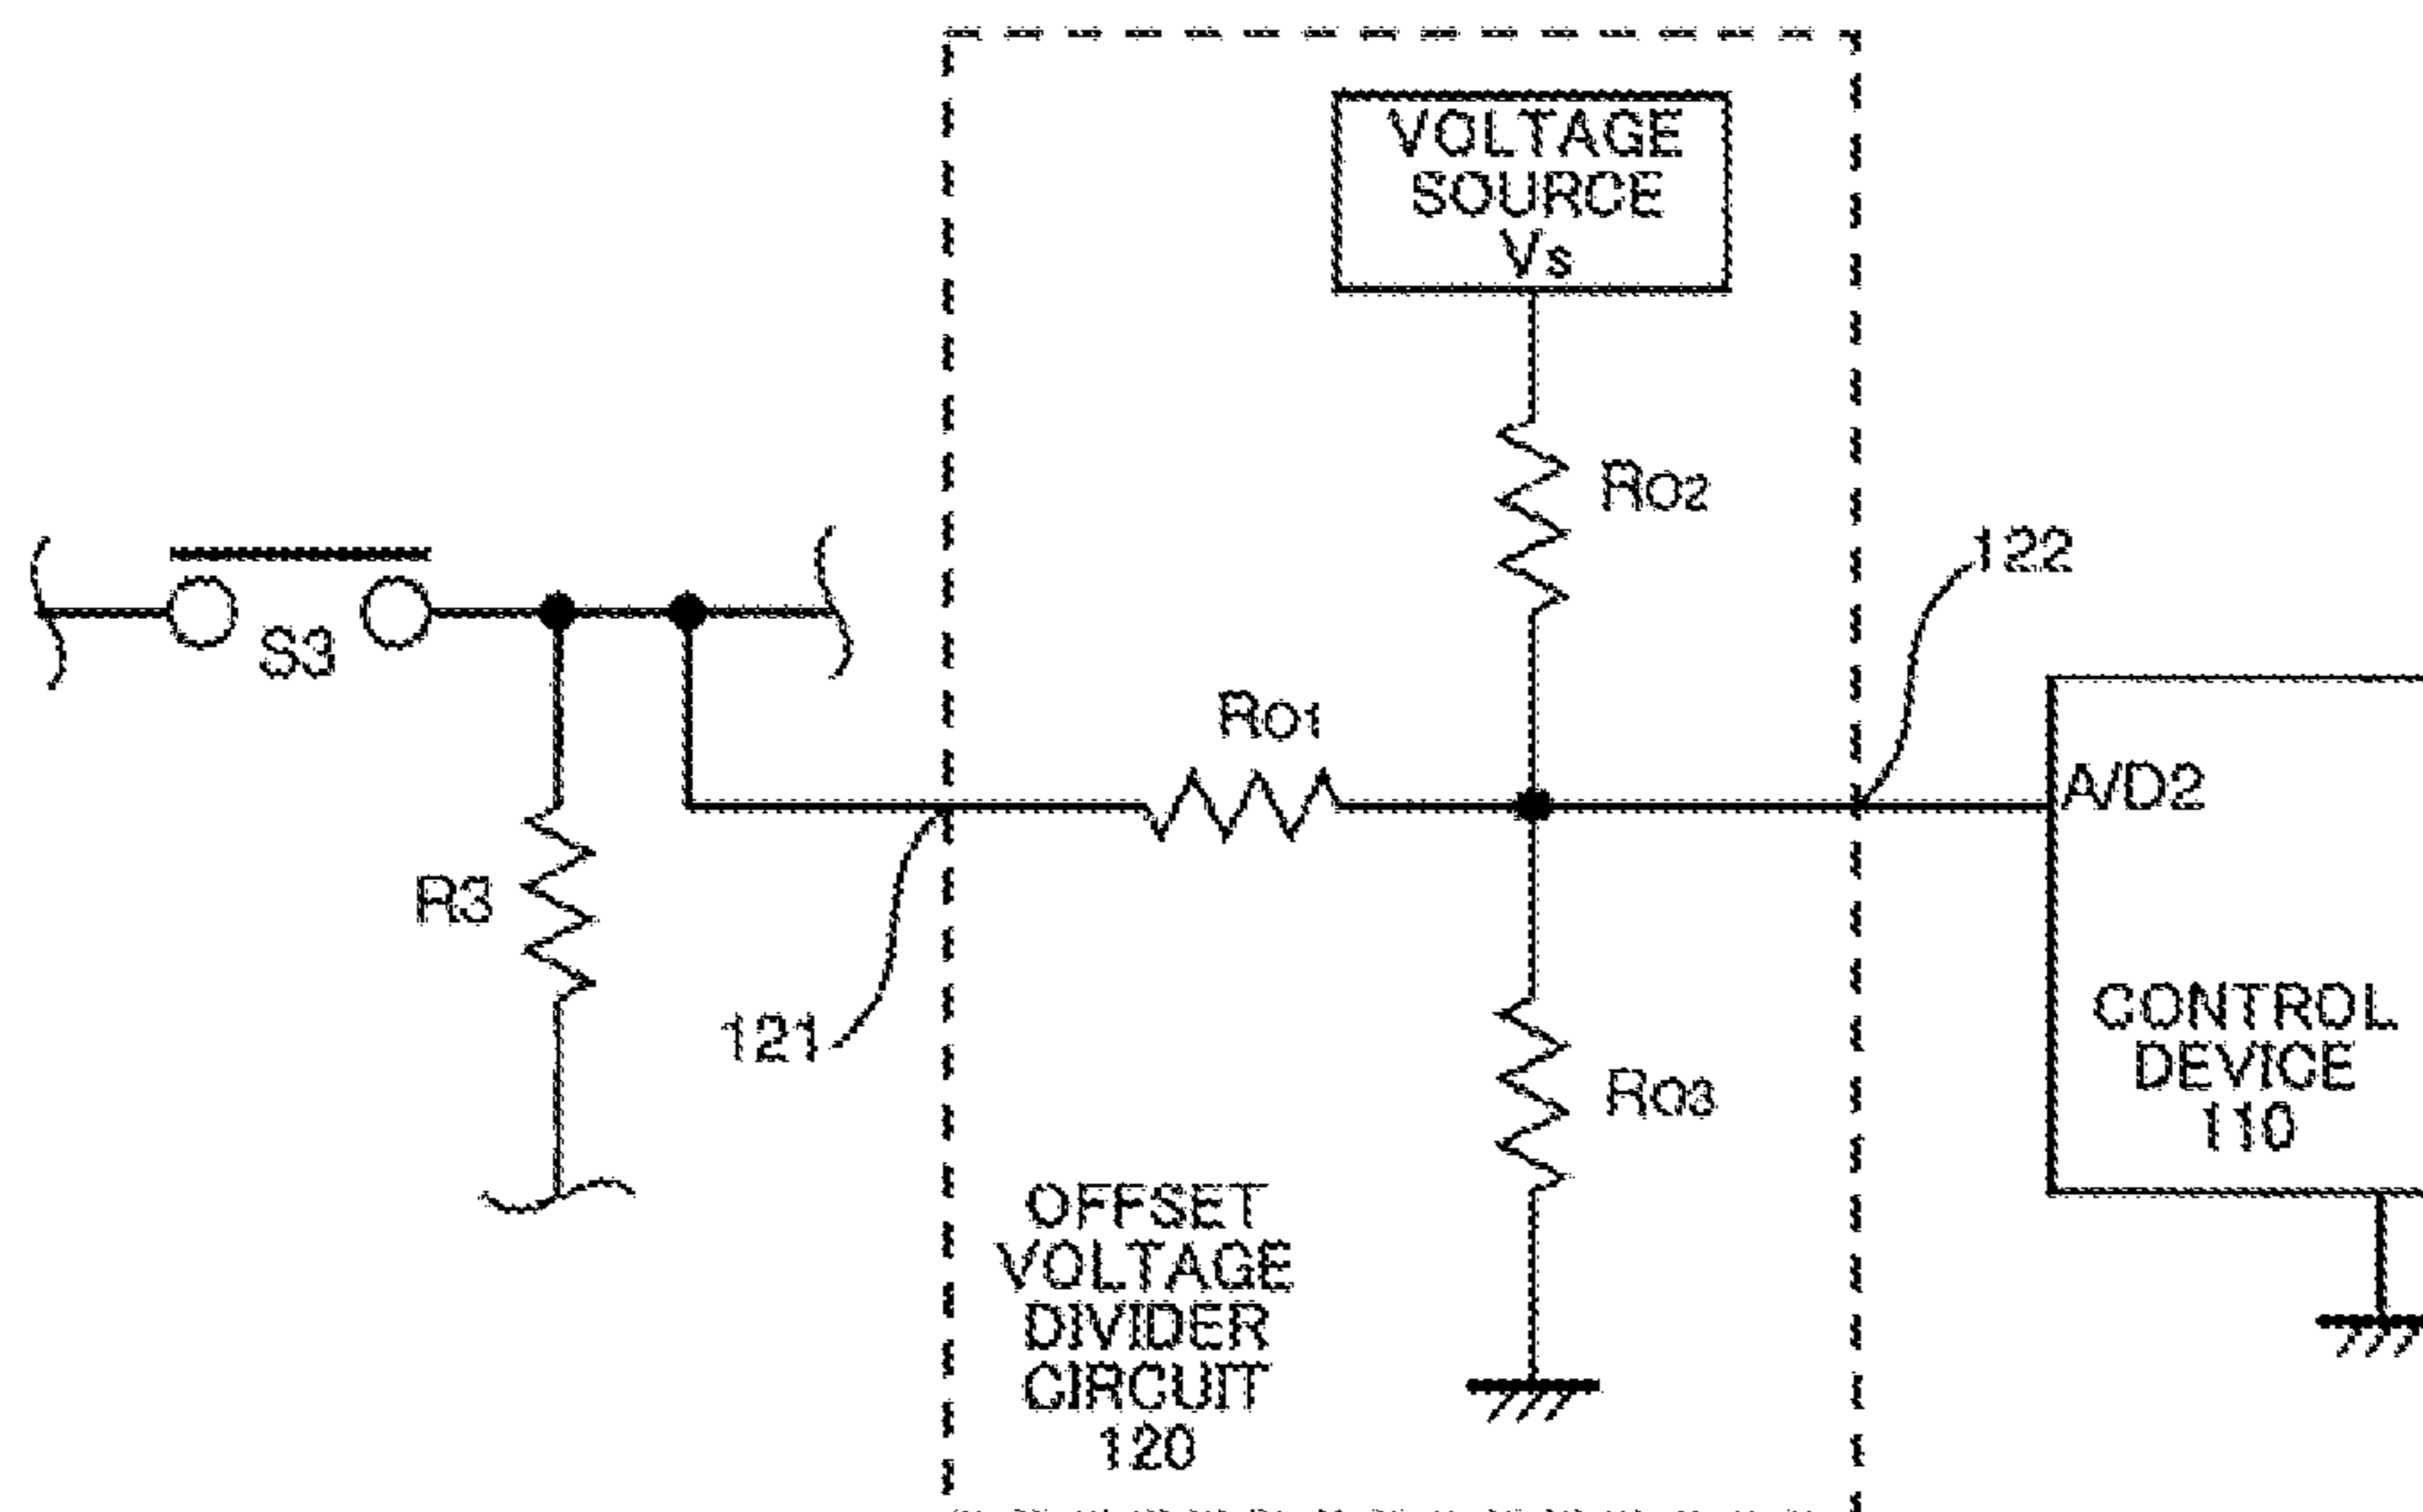 VOLTAGE
SOURCE
Vs
RO2
122
S3
RO1
A/D2
R3
121
CONTROL
DEVICE
110
RO3
OFFSET
VOLTAGE
DIVIDER
CIRCUIT
120